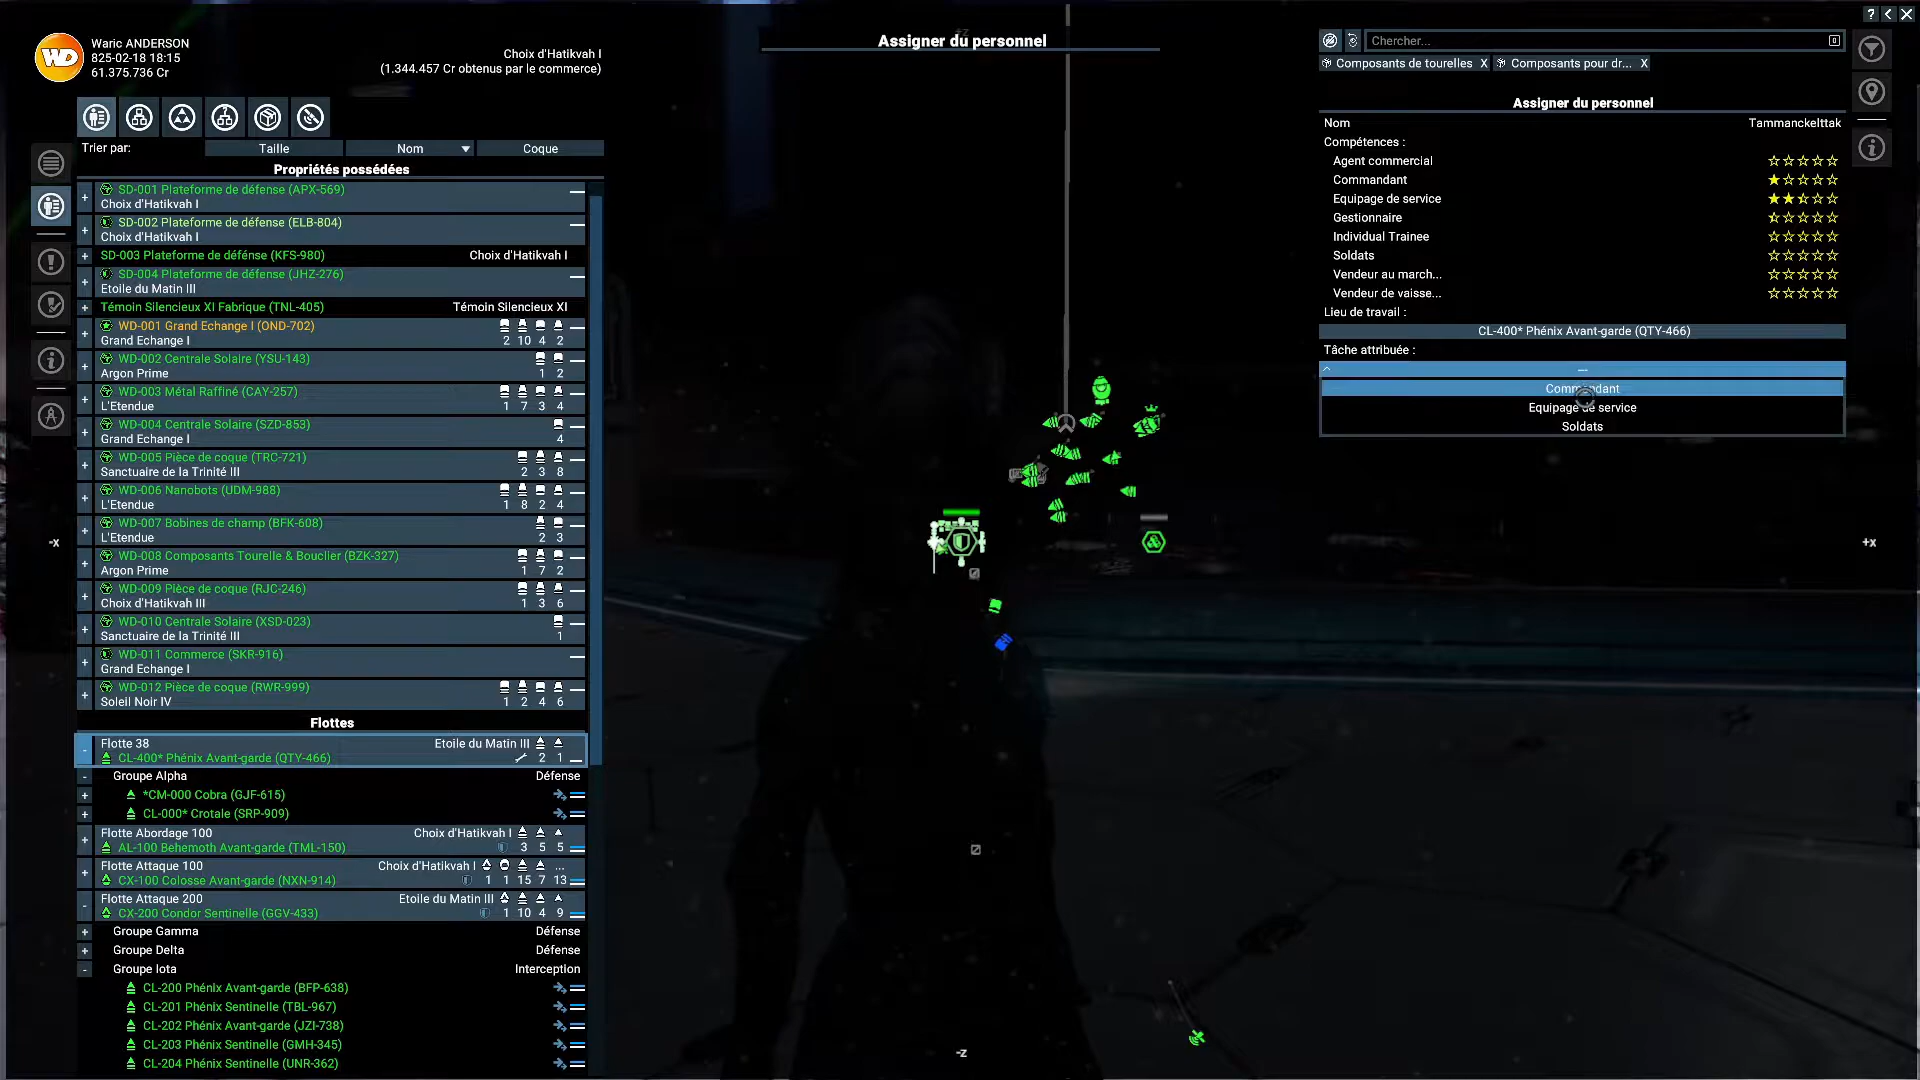 WD
Waric ANDERSON
825-02-18 18:15
61.375.736 Cr
Choix d'Hatikvah I
(1.344.457 Cr obtenus par le commerce)
Trier par:
Taille
Nom
Coque
Propriétés possédées
SD-001 Plateforme de défense (APX-569)
Choix d'Hatikvah I
SD-002 Plateforme de défense (ELB-804)
Choix d'Hatikvah I
SD-003 Plateforme de défénse (KFS-980) Choix d'Hatikvah I
SD-004 Plateforme de défense (JHZ-276)
Etoile du Matin III
Témoin Silencieux XI Fabrique (TNL-405) Témoin Silencieux XI
WD-001 Grand Echange I (OND-702)
Grand Echange I 2 10 4 2
WD-002 Centrale Solaire (YSU-143)
Argon Prime 1 2
WD-003 Métal Raffiné (CAY-257)
L'Etendue 1 7 3 4
WD-004 Centrale Solaire (SZD-853)
Grand Echange I 4
WD-005 Pièce de coque (TRC-721)
Sanctuaire de la Trinité III 2 3 8
WD-006 Nanobots (UDM-988)
L'Etendue 1 8 2 4
WD-007 Bobines de champ (BFK-608)
L'Etendue 2 3
WD-008 Composants Tourelle & Bouclier (BZK-327)
Argon Prime 1 7 2
WD-009 Pièce de coque (RJC-246)
Choix d'Hatikvah III 1 3 6
WD-010 Centrale Solaire (XSD-023)
Sanctuaire de la Trinité III 1
WD-011 Commerce (SKR-916)
Grand Echange I
WD-012 Pièce de coque (RWR-999)
Soleil Noir IV 1 2 4 6
Flottes
Flotte 38 Etoile du Matin III
CL-400* Phénix Avant-garde (QTY-466) 2 1
Groupe Alpha Défense
*CM-000 Cobra (GJF-615)
CL-000* Crotale (SRP-909)
Flotte Abordage 100 Choix d'Hatikvah I
AL-100 Behemoth Avant-garde (TML-150) 3 5 5
Flotte Attaque 100 Choix d'Hatikvah I ...
CX-100 Colosse Avant-garde (NXN-914) 1 1 15 7 13
Flotte Attaque 200 Etoile du Matin III
CX-200 Condor Sentinelle (GGV-433) 1 10 4 9
Groupe Gamma Défense
Groupe Delta Défense
Groupe Iota Interception
CL-200 Phénix Avant-garde (BFP-638)
CL-201 Phénix Sentinelle (TBL-967)
CL-202 Phénix Avant-garde (JZI-738)
CL-203 Phénix Sentinelle (GMH-345)
CL-204 Phénix Sentinelle (UNR-362)
Assigner du personnel
-x
+x
-z
Chercher...
Composants de tourelles X Composants pour dr... X
Assigner du personnel
Nom Tammanckelttak
Compétences :
Agent commercial
Commandant
Equipage de service
Gestionnaire
Individual Trainee
Soldats
Vendeur au march...
Vendeur de vaisse...
Lieu de travail :
CL-400* Phénix Avant-garde (QTY-466)
Tâche attribuée :
---
Commandant
Equipage de service
Soldats